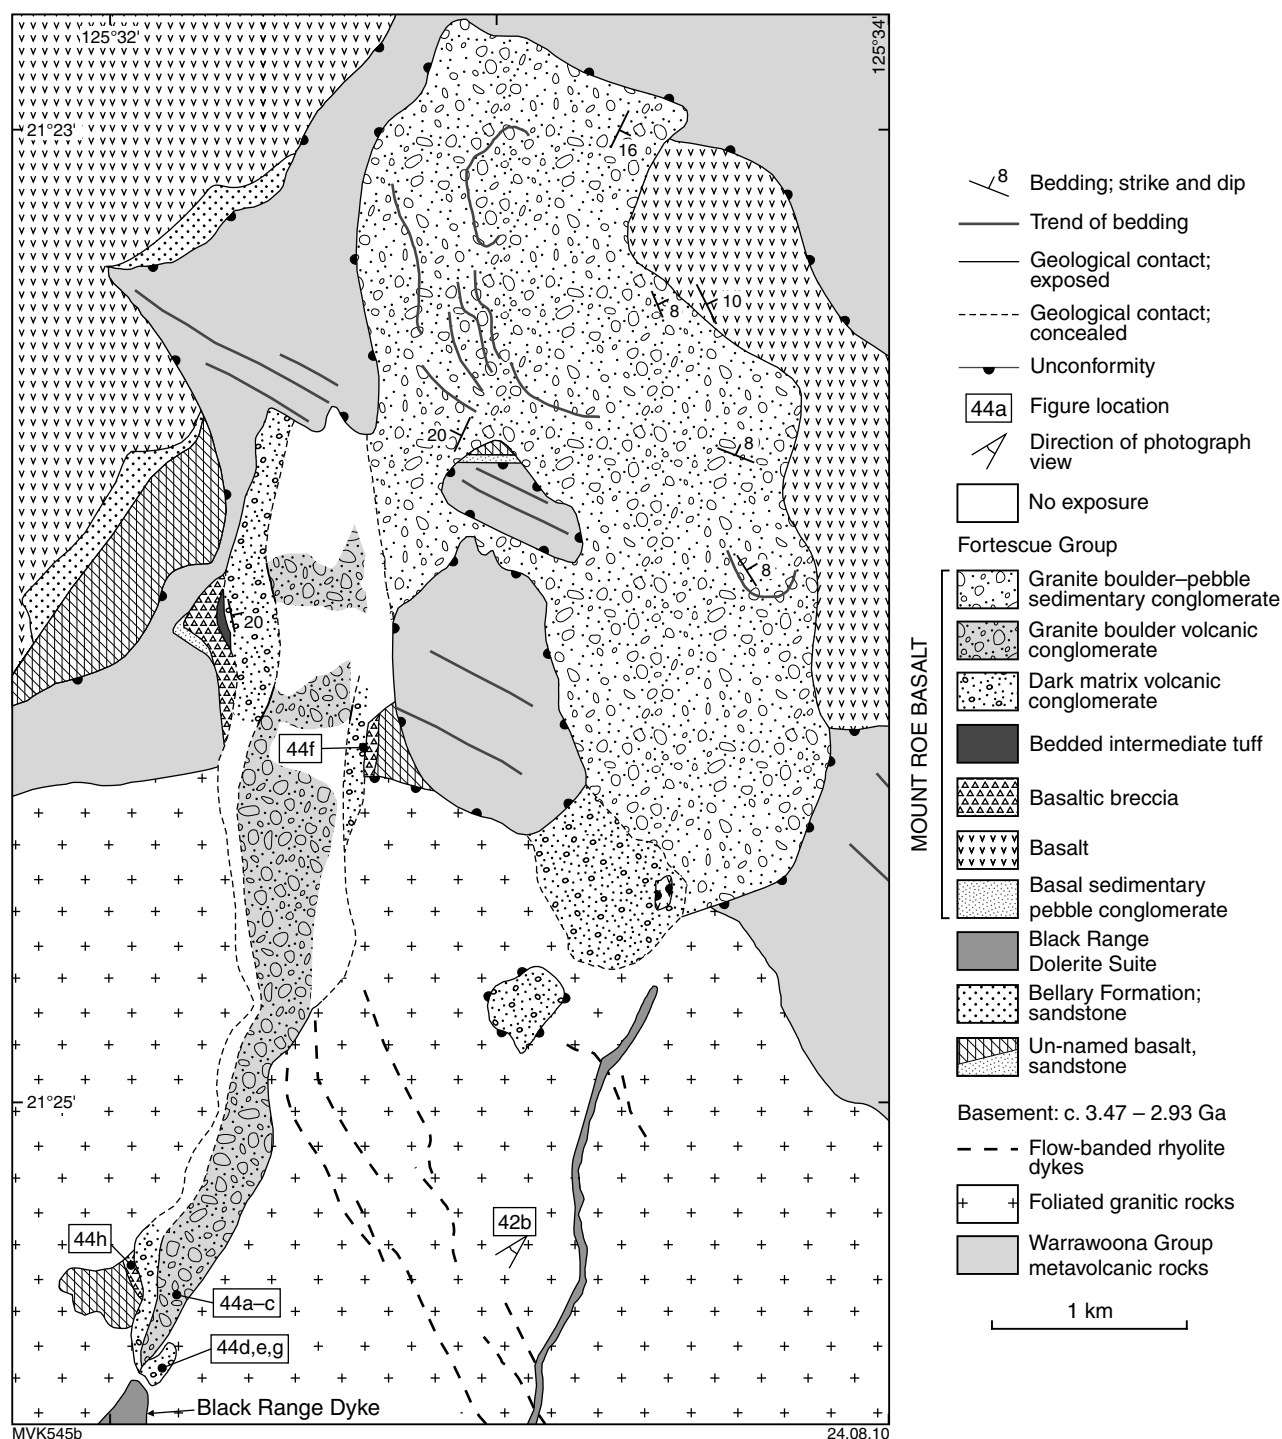 125°32'
125°34'
21°23'
16
8
10
20
8
8
20
44f
21°25'
42b
44h
44a–c
44d,e,g
Black Range Dyke
MVK545b
24.08.10
8
Bedding; strike and dip
Trend of bedding
Geological contact;
exposed
Geological contact;
concealed
Unconformity
44a
Figure location
Direction of photograph
view
No exposure
Fortescue Group
MOUNT ROE BASALT
Granite boulder–pebble
sedimentary conglomerate
Granite boulder volcanic
conglomerate
Dark matrix volcanic
conglomerate
Bedded intermediate tuff
Basaltic breccia
Basalt
Basal sedimentary
pebble conglomerate
Black Range
Dolerite Suite
Bellary Formation;
sandstone
Un-named basalt,
sandstone
Basement: c. 3.47 – 2.93 Ga
Flow-banded rhyolite
dykes
Foliated granitic rocks
Warrawoona Group
metavolcanic rocks
1 km